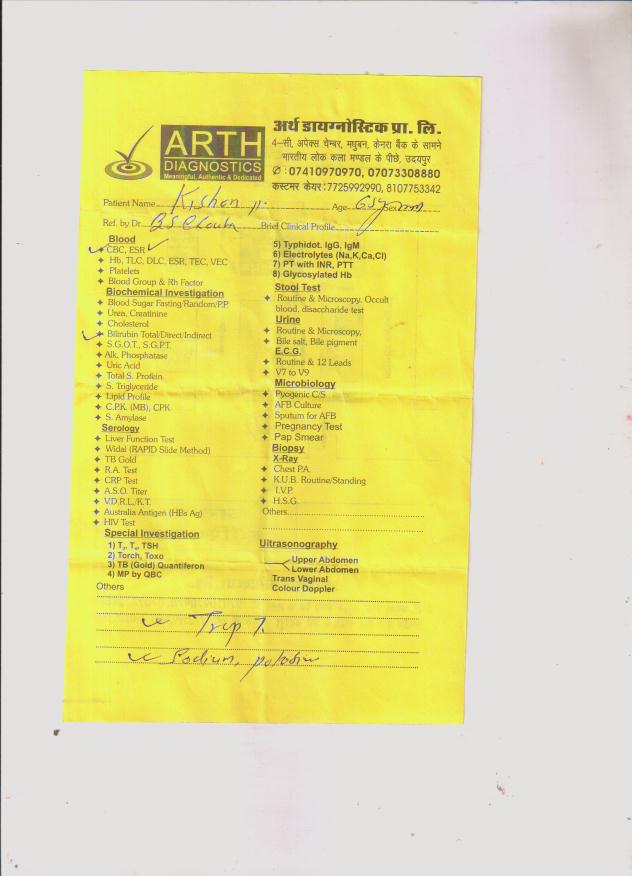 ARTH
DIAGNOSTICS
Meaningful, Authentic & Dedicated
अर्थ डायग्नोस्टिक प्रा. लि.
4-सी, अपेक्स चेम्बर, मधुबन, केनरा बैंक के सामने
भारतीय लोक कला मण्डल के पीछे, उदयपुर
✆ : 07410970970, 07073308880
कस्टमर केयर : 7725992990, 8107753342
Patient Name Kishan ji Age 65y Sex
Ref. by Dr. B S Brief Clinical Profile
Blood
CBC, ESR
Hb, TLC, DLC, ESR, TEC, VEC
Platelets
Blood Group & Rh Factor
Biochemical Investigation
Blood Sugar Fasting/Random/P.P.
Urea, Creatinine
Cholesterol
Bilirubin Total/Direct/Indirect
S.G.O.T., S.G.P.T.
Alk, Phosphatase
Uric Acid
Total S. Protein
S. Triglyceride
Lipid Profile
C.P.K. (MB), CPK
S. Amylase
Serology
Liver Function Test
Widal (RAPID Slide Method)
TB Gold
R.A. Test
CRP Test
A.S.O. Titer
V.D.R.L./K.T.
Australia Antigen (HBs Ag)
HIV Test
Special Investigation
1) T₃, T₄, TSH
2) Torch, Toxo
3) TB (Gold) Quantiferon
4) MP by QBC
Others
5) Typhidot. IgG, IgM
6) Electrolytes (Na,K,Ca,Cl)
7) PT with INR, PTT
8) Glycosylated Hb
Stool Test
Routine & Microscopy, Occult
blood, disaccharide test
Urine
Routine & Microscopy,
Bile salt, Bile pigment
E.C.G.
Routine & 12 Leads
V7 to V9
Microbiology
Pyogenic C/S
AFB Culture
Sputum for AFB
Pregnancy Test
Pap Smear
Biopsy
X-Ray
Chest P.A.
K.U.B. Routine/Standing
I.V.P.
H.S.G.
Others
Ultrasonography
Upper Abdomen
Lower Abdomen
Trans Vaginal
Colour Doppler
Trop T.
Sodium,